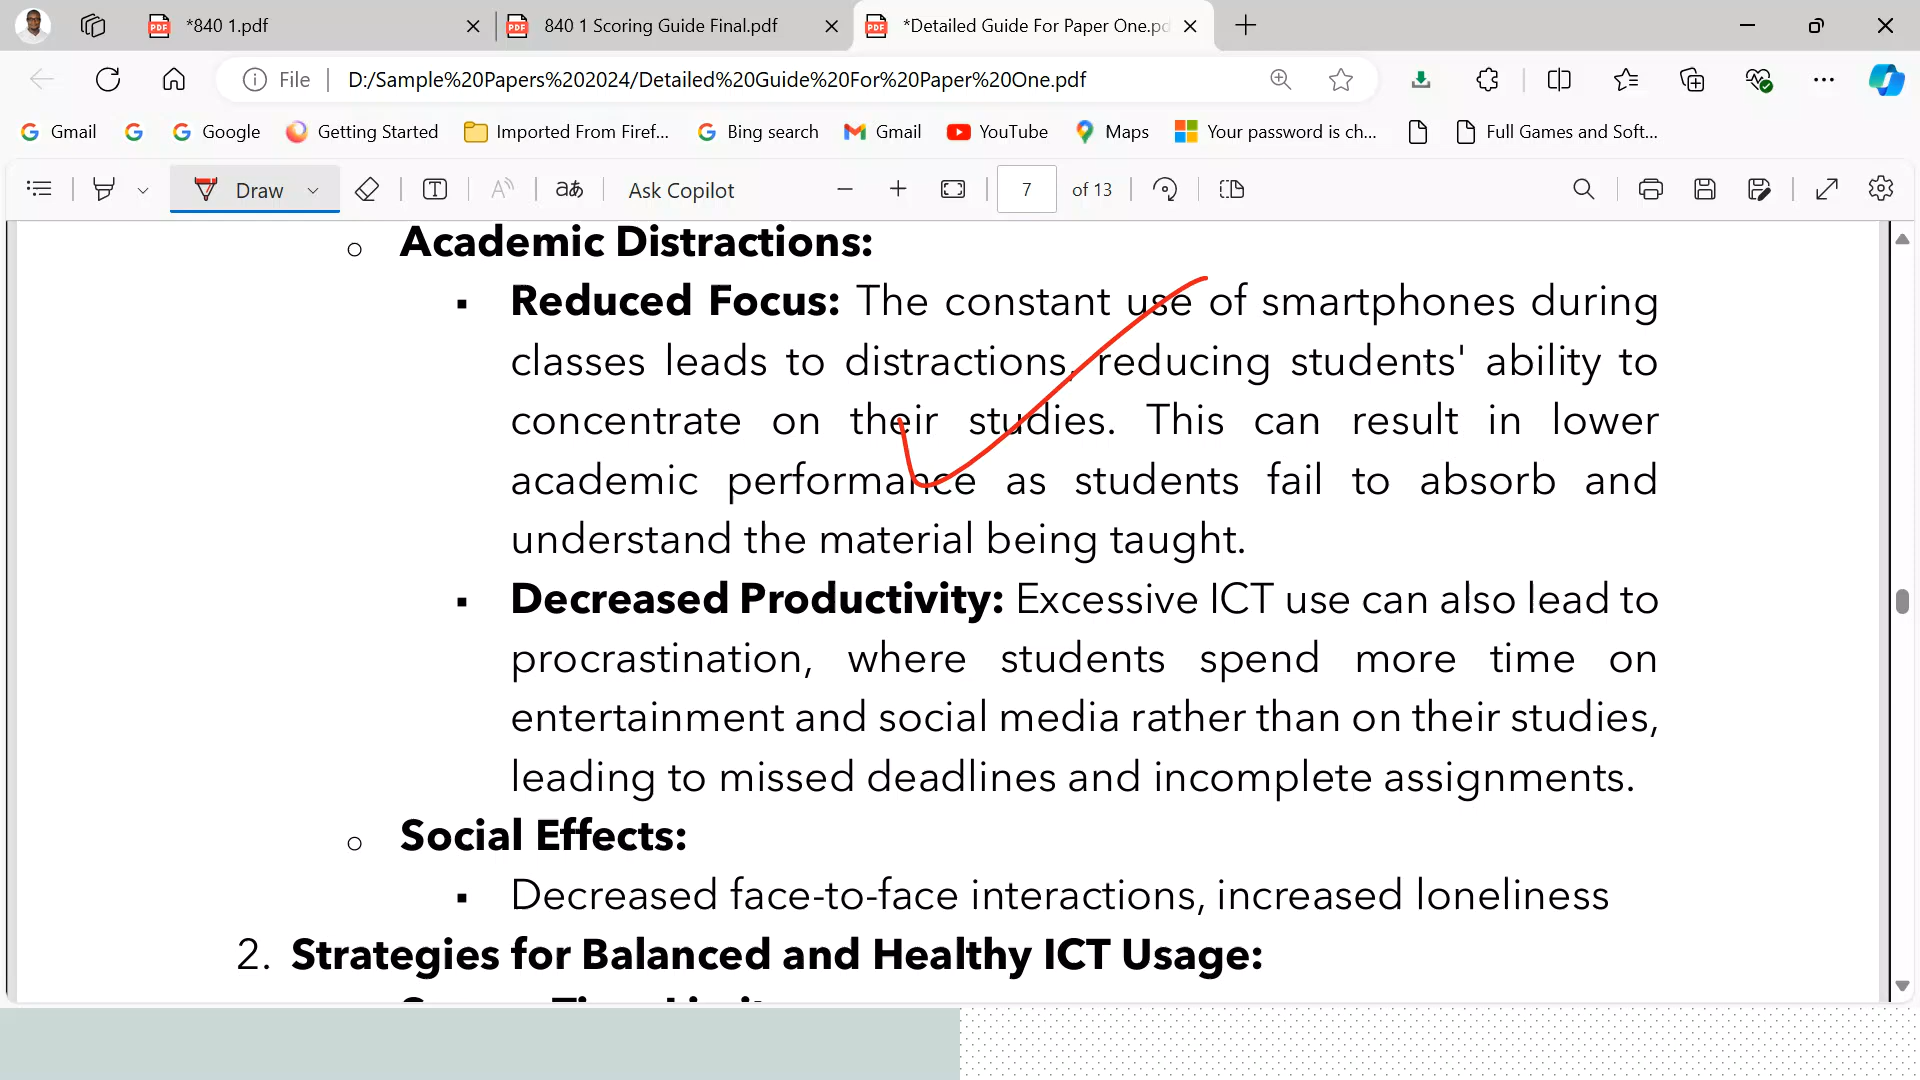 *840 1.pdf
840 1 Scoring Guide Final.pdf
*Detailed Guide For Paper One.pd
File
D:/Sample%20Papers%202024/Detailed%20Guide%20For%20Paper%20One.pdf
Gmail Google Getting Started Imported From Firef... Bing search Gmail YouTube Maps Your password is ch... Full Games and Soft...
Draw Ask Copilot 7 of 13
Academic Distractions:
Reduced Focus: The constant use of smartphones during
classes leads to distractions, reducing students' ability to
concentrate on their studies. This can result in lower
academic performance as students fail to absorb and
understand the material being taught.
Decreased Productivity: Excessive ICT use can also lead to
procrastination, where students spend more time on
entertainment and social media rather than on their studies,
leading to missed deadlines and incomplete assignments.
Social Effects:
Decreased face-to-face interactions, increased loneliness
2. Strategies for Balanced and Healthy ICT Usage: